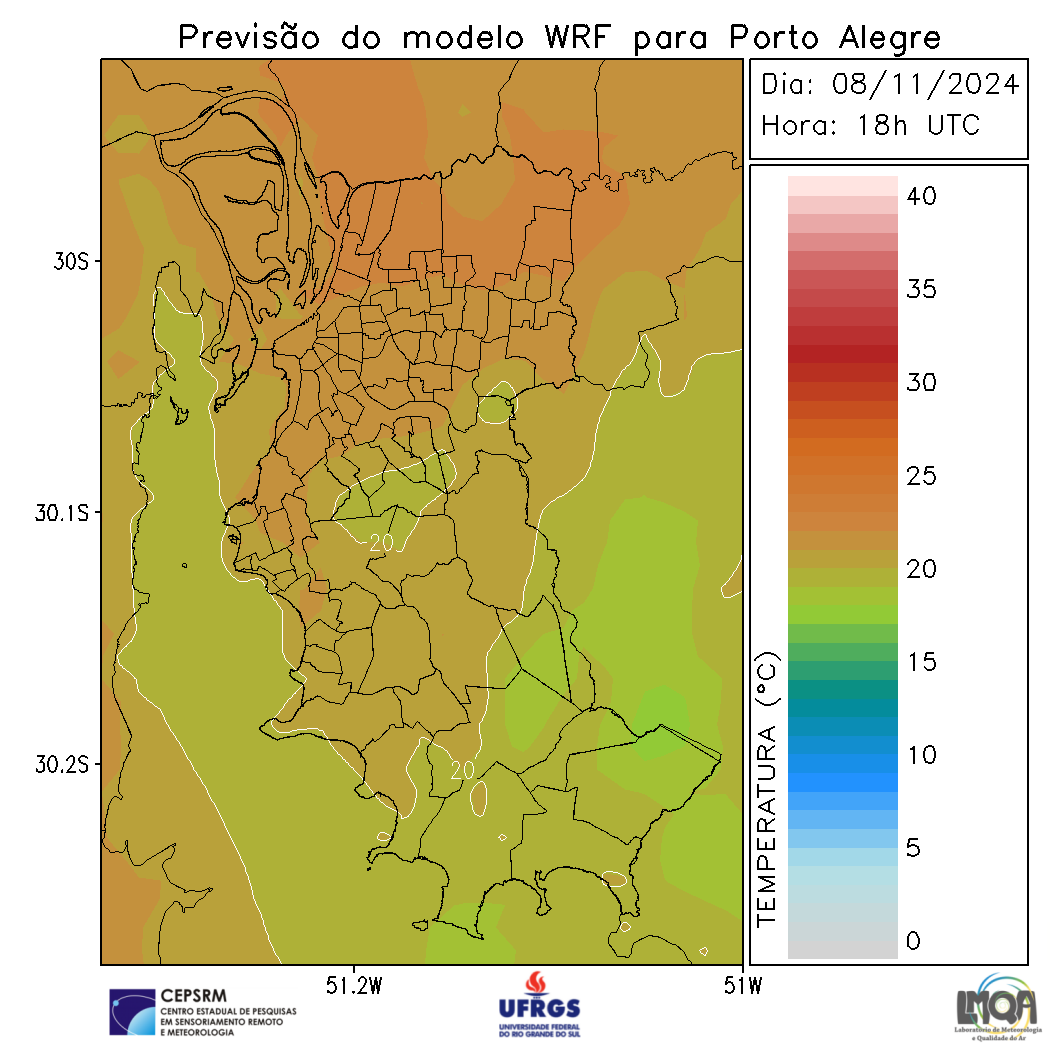 Previsão do modelo WRF para Porto Alegre
Dia: 08/11/2024
Hora: 18h UTC
40
35
30
25
20
15
10
5
0
TEMPERATURA (°C)
30S
30.1S
30.2S
51.2W
51W
20
20
CEPSRM
CENTRO ESTADUAL DE PESQUISAS
EM SENSORIAMENTO REMOTO
E METEOROLOGIA
UFRGS
UNIVERSIDADE FEDERAL
DO RIO GRANDE DO SUL
LMQA
Laboratório de Meteorologia
e Qualidade do Ar